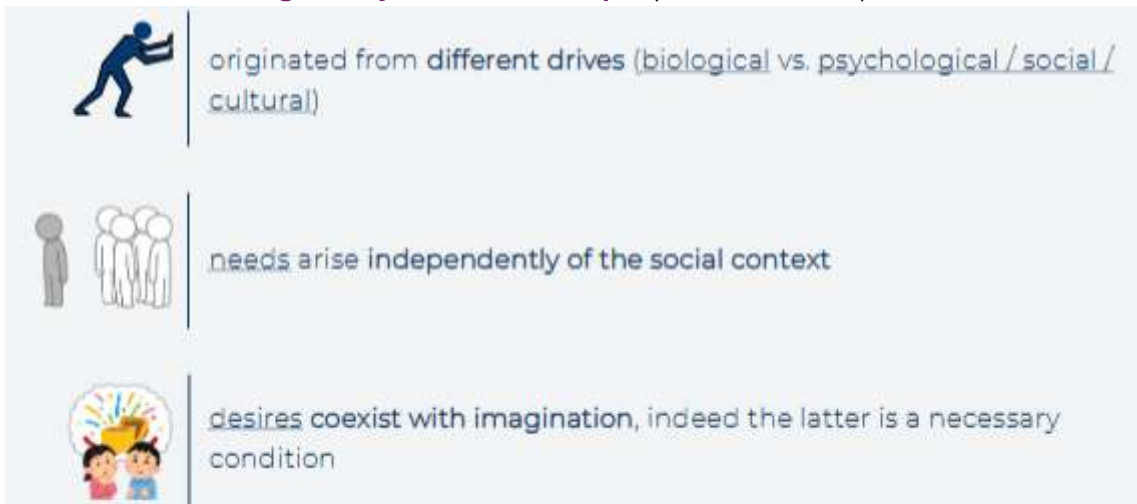 originated from different drives (biological vs. psychological / social /
cultural)
needs arise independently of the social context
desires coexist with imagination, indeed the latter is a necessary
condition